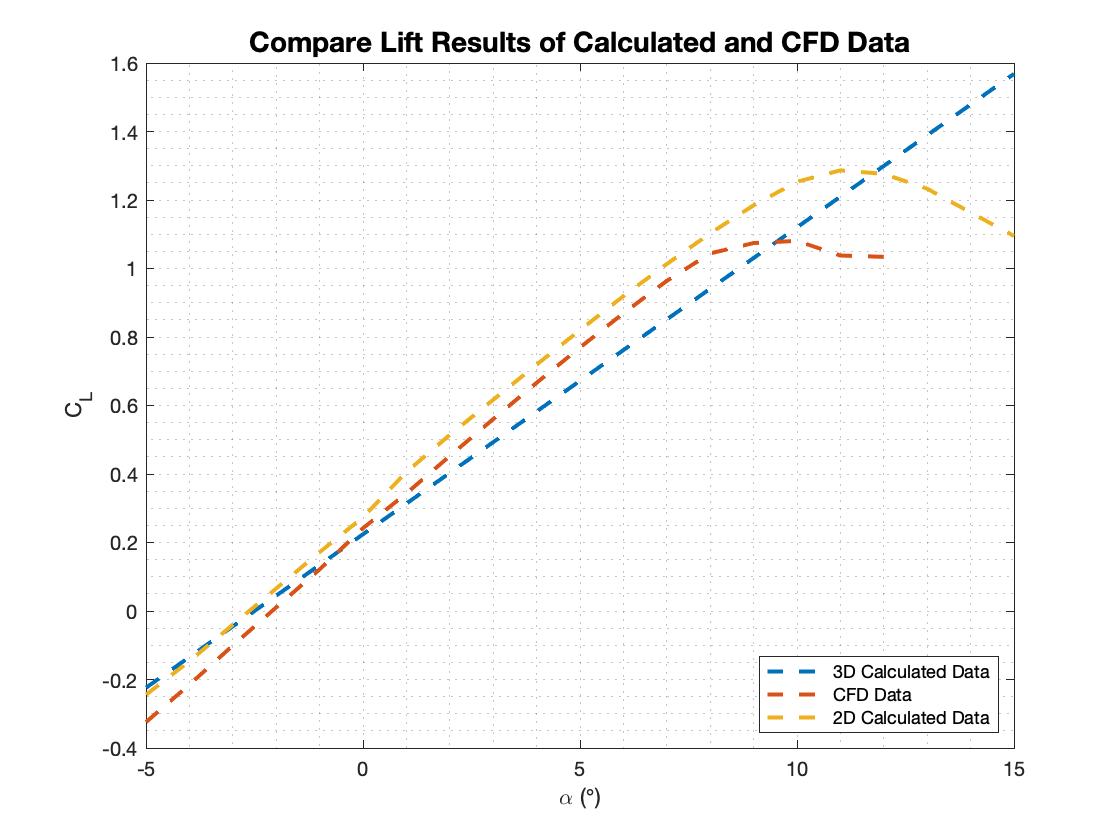 Compare Lift Results of Calculated and CFD Data
1.6
1.4
1.2
1
0.8
0.6
0.4
0.2
0
-0.2
-0.4
C_L
-5
0
5
10
15
α (°)
3D Calculated Data
CFD Data
2D Calculated Data